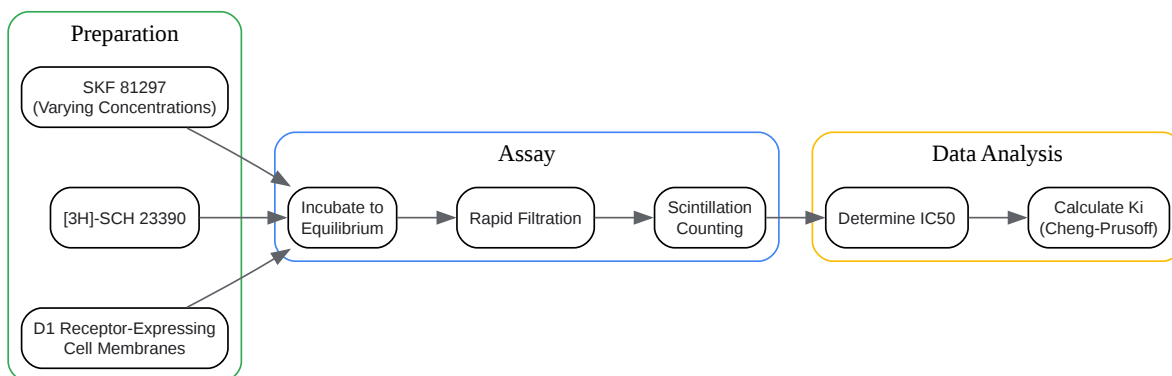 Preparation
SKF 81297
(Varying Concentrations)
[3H]-SCH 23390
D1 Receptor-Expressing
Cell Membranes
Assay
Incubate to
Equilibrium
Rapid Filtration
Scintillation
Counting
Data Analysis
Determine IC50
Calculate Ki
(Cheng-Prusoff)